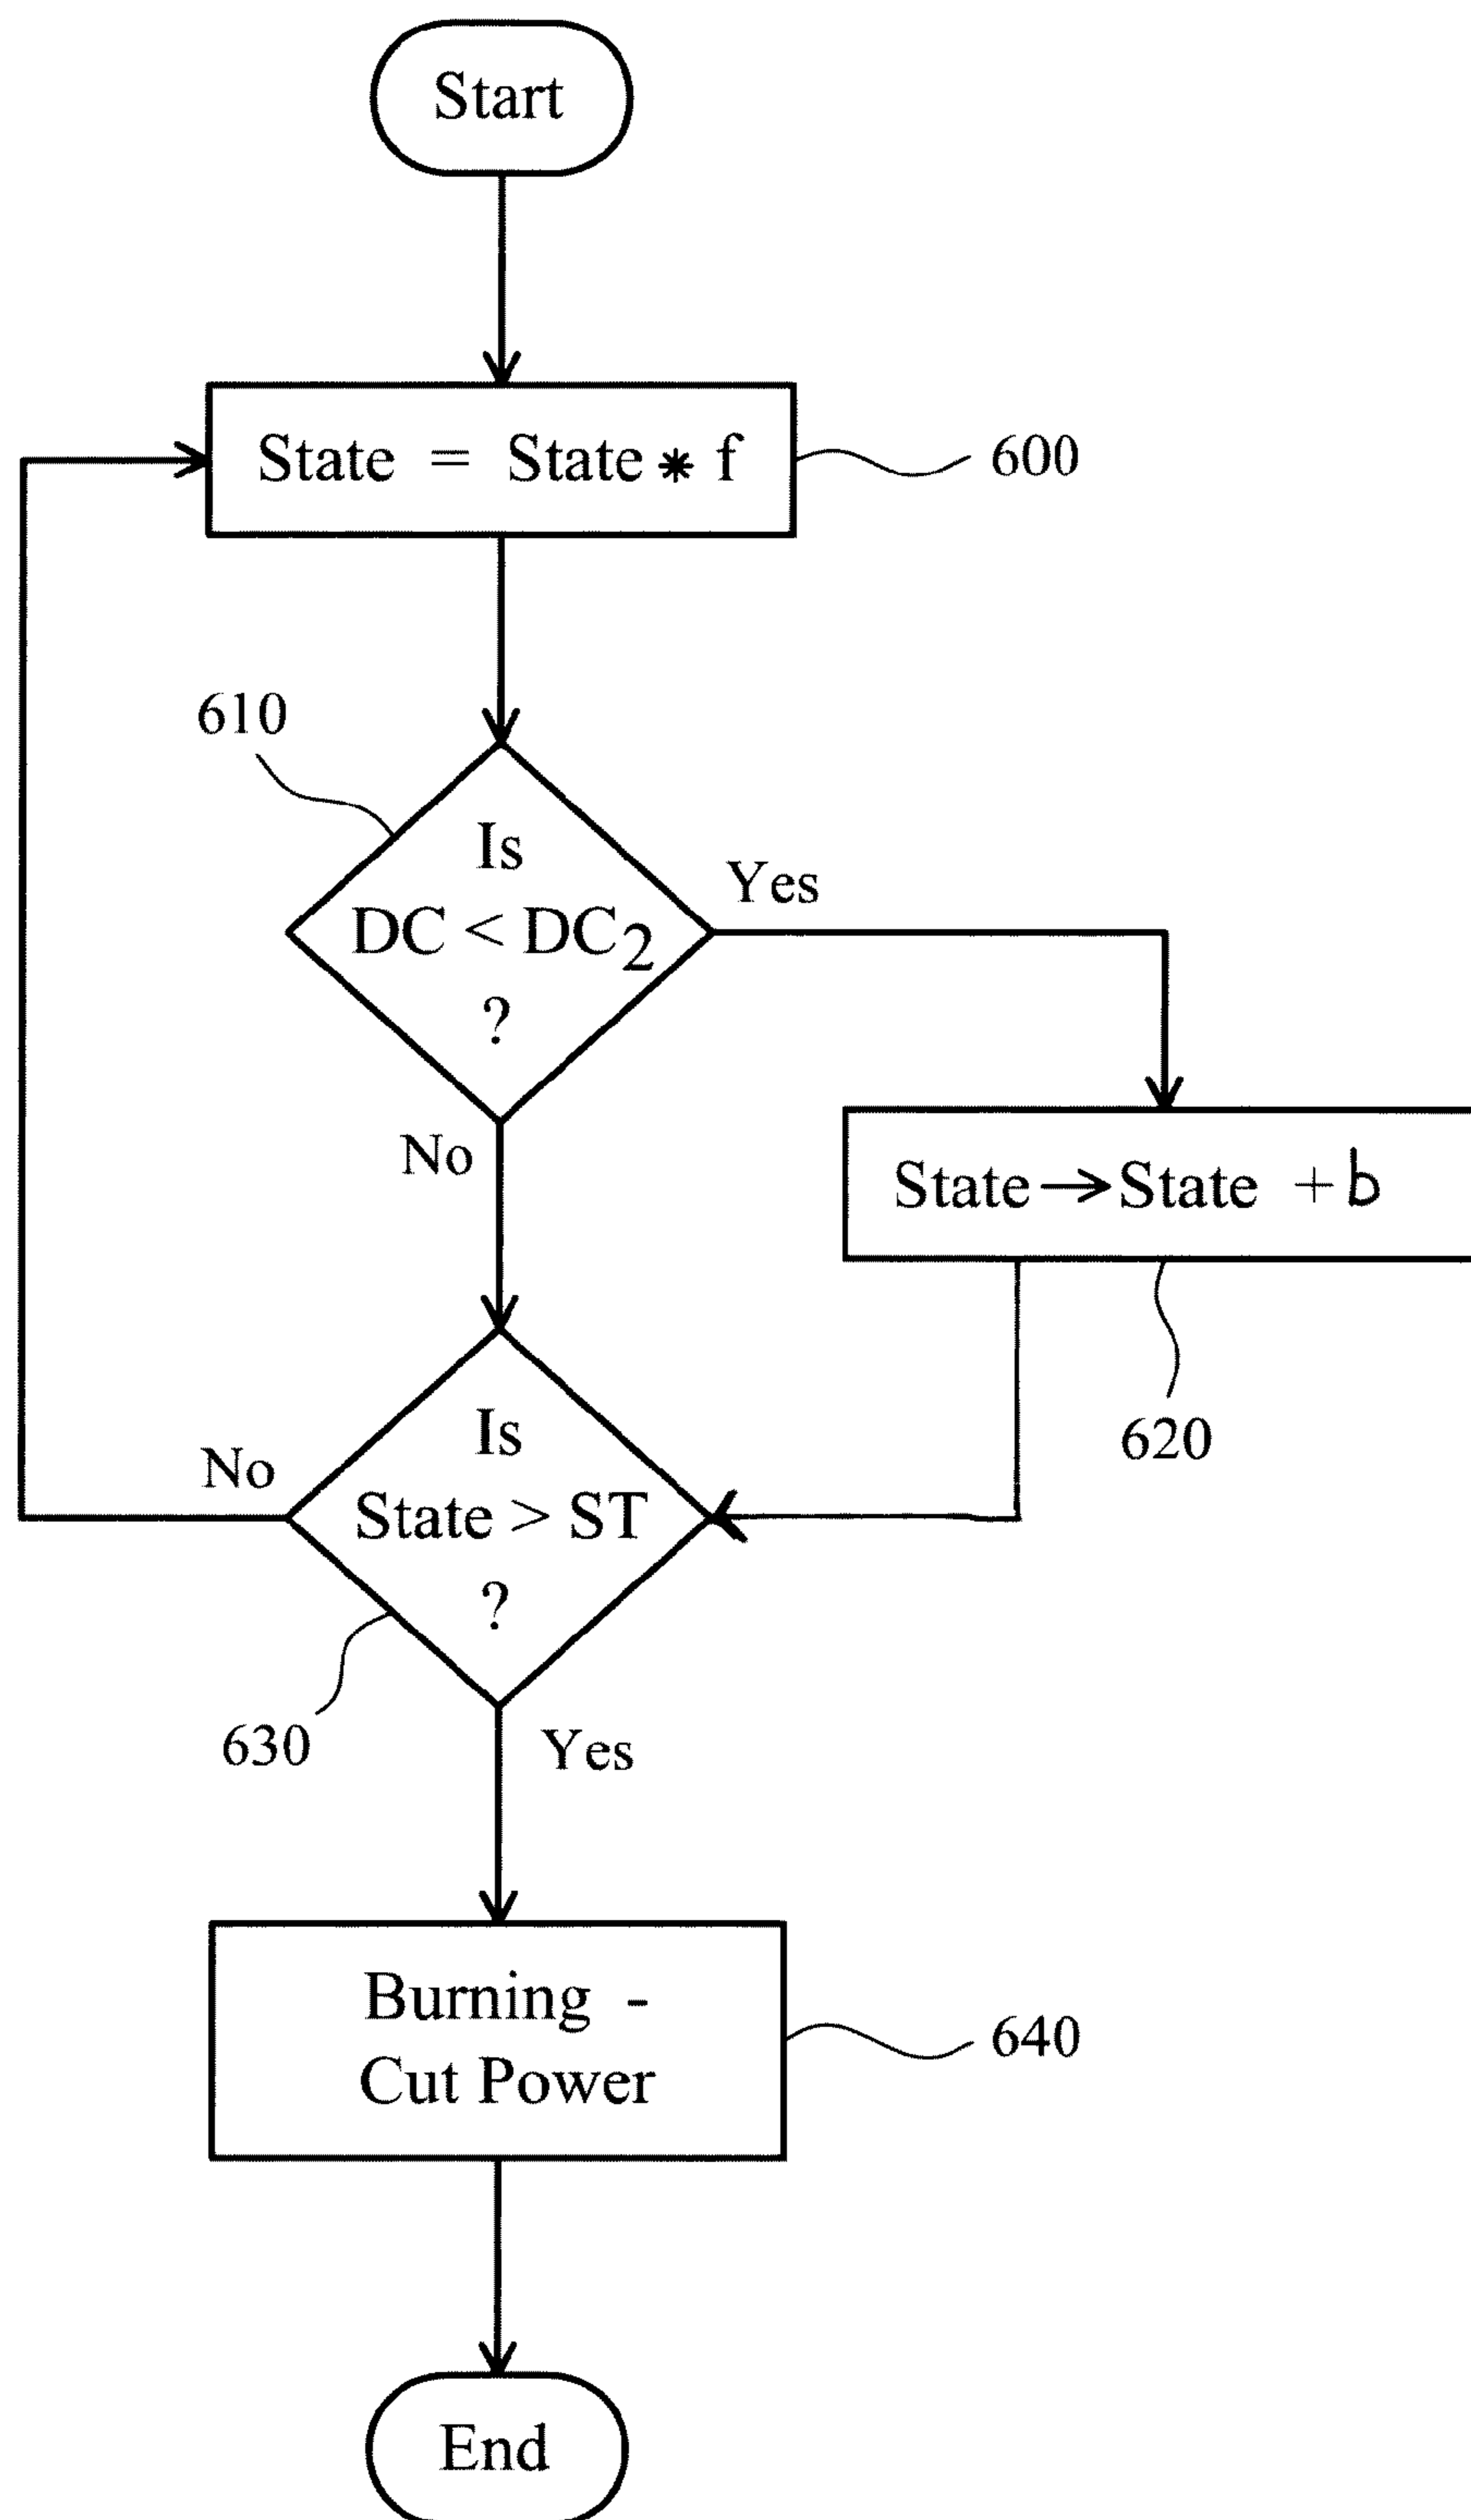 Start
State = State * f
600
610
Is
DC < DC2
?
Yes
No
State→State + b
620
Is
State > ST
?
No
630
Yes
Burning -
Cut Power
640
End